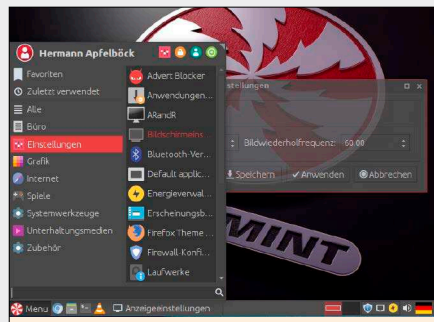 Hermann Apfelböck
Favoriten
Zuletzt verwendet
Alle
Büro
Einstellungen
Grafik
Internet
Spiele
Systemwerkzeuge
Unterhaltungsmedien
Zubehör
Advert Blocker
Anwendungen...
ARandR
Bildschirmeins...
Bluetooth-Ver...
Default applic...
Energieverwal...
Erscheinungsb...
Firefox Theme ...
Firewall-Konfi...
Laufwerke
stellungen
Bildwiederholfrequenz: 60.00
Speichern
Anwenden
Abbrechen
MINT
Menu
Anzeigeeinstellungen